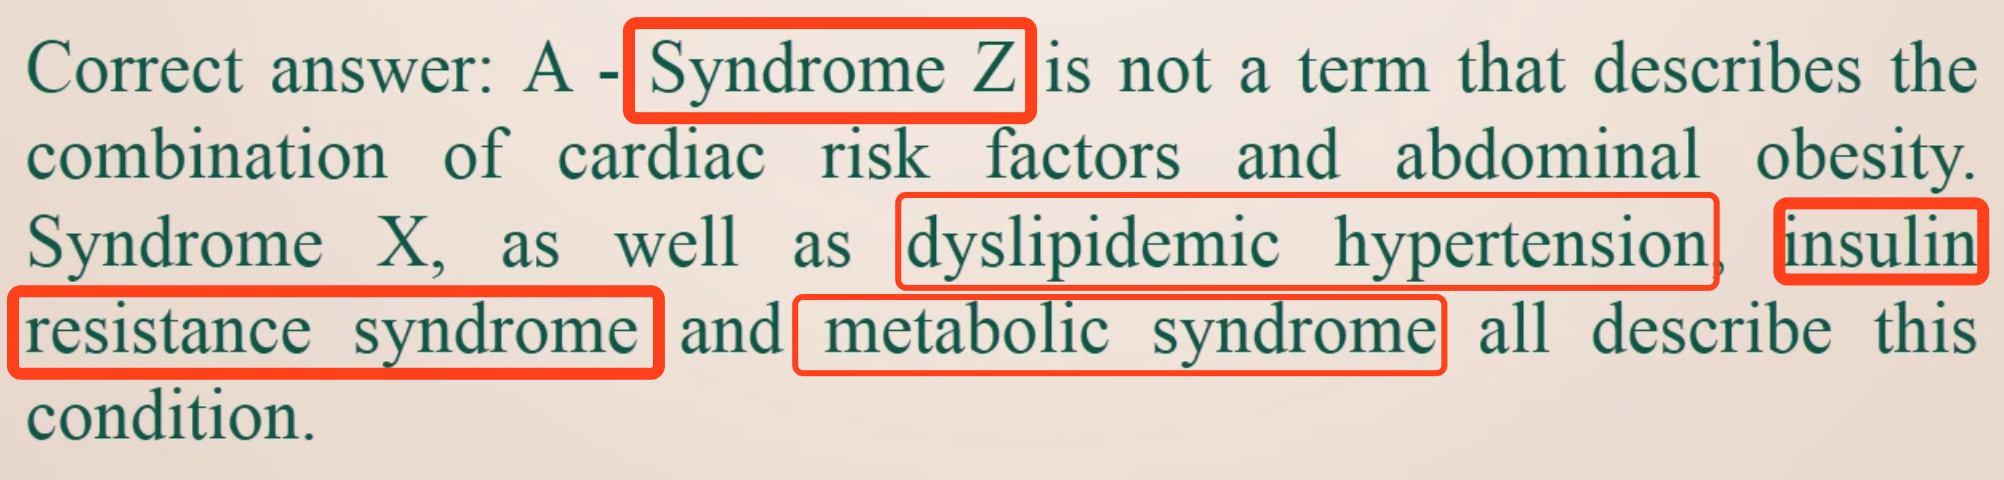 Correct answer: A - Syndrome Z is not a term that describes the
combination of cardiac risk factors and abdominal obesity.
Syndrome X, as well as dyslipidemic hypertension, insulin
resistance syndrome and metabolic syndrome all describe this
condition.